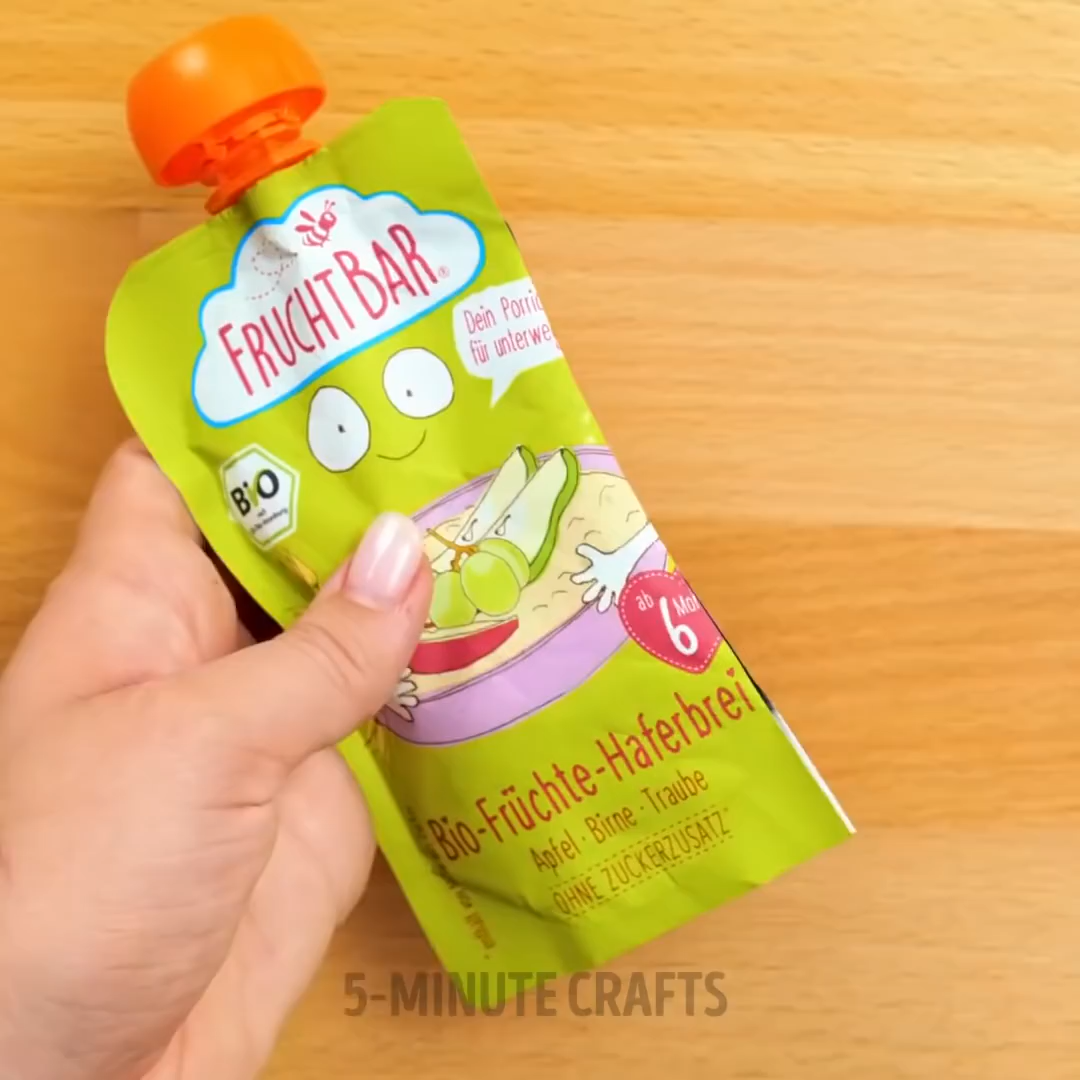 FRUCHTBAR®
Dein Porri
für unterwe
BiO
ab
6 Mo
Bio-Früchte-Haferbrei
Apfel · Birne · Traube
OHNE ZUCKERZUSATZ*
5-MINUTE CRAFTS